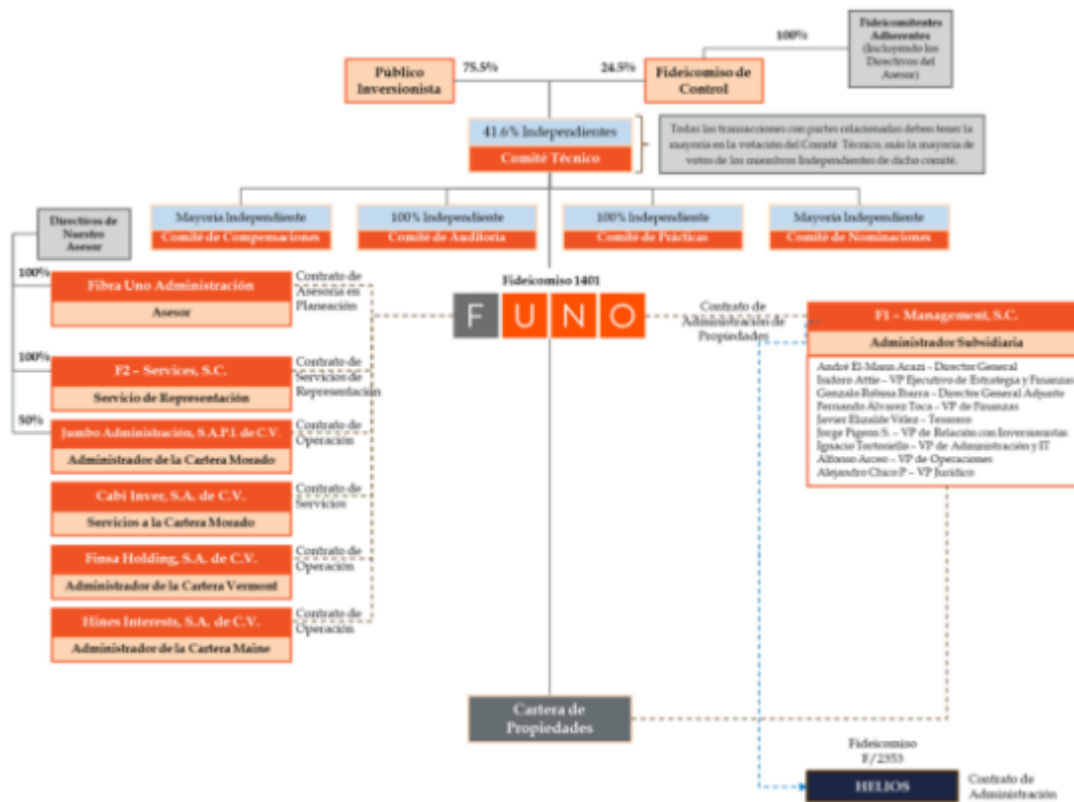 Fideicomitentes
Adherentes
(Incluyendo los
Directivos del
Asesor)
100%
Público
Inversionista
75.5%
24.5%
Fideicomiso de
Control
41.6% Independientes
Comité Técnico
Todas las transacciones con partes relacionadas deben tener la
mayoría en la votación del Comité Técnico, más la mayoría de
votos de los miembros Independientes de dicho comité.
Directivos de
Nuestro
Asesor
Mayoría Independiente
Comité de Compensaciones
100% Independiente
Comité de Auditoría
100% Independiente
Comité de Prácticas
Mayoría Independiente
Comité de Nominaciones
Fideicomiso 1401
FUNO
100%
Fibra Uno Administración
Asesor
Contrato de
Asesoría en
Planeación
100%
F2 – Services, S.C.
Servicio de Representación
Contrato de
Servicios de
Representación
50%
Jumbo Administración, S.A.P.I. de C.V.
Administrador de la Cartera Morado
Contrato de
Operación
Cabi Inver, S.A. de C.V.
Servicios a la Cartera Morado
Contrato de
Servicios
Finsa Holding, S.A. de C.V.
Administrador de la Cartera Vermont
Contrato de
Operación
Hines Interests, S.A. de C.V.
Administrador de la Cartera Maine
Contrato de
Operación
Contrato de
Administración de
Propiedades
F1 – Management, S.C.
Administrador Subsidiaria
André El-Mann Arazi – Director General
Isidoro Attie – VP Ejecutivo de Estrategia y Finanzas
Gonzalo Robina Ibarra – Director General Adjunto
Fernando Álvarez Toca – VP de Finanzas
Javier Elizalde Vélez – Tesorero
Jorge Pigeon S. – VP de Relación con Inversionistas
Ignacio Tortoriello – VP de Administración y IT
Alfonso Arceo – VP de Operaciones
Alejandro Chico P – VP Jurídico
Cartera de
Propiedades
Fideicomiso
F/2353
HELIOS
Contrato de
Administración